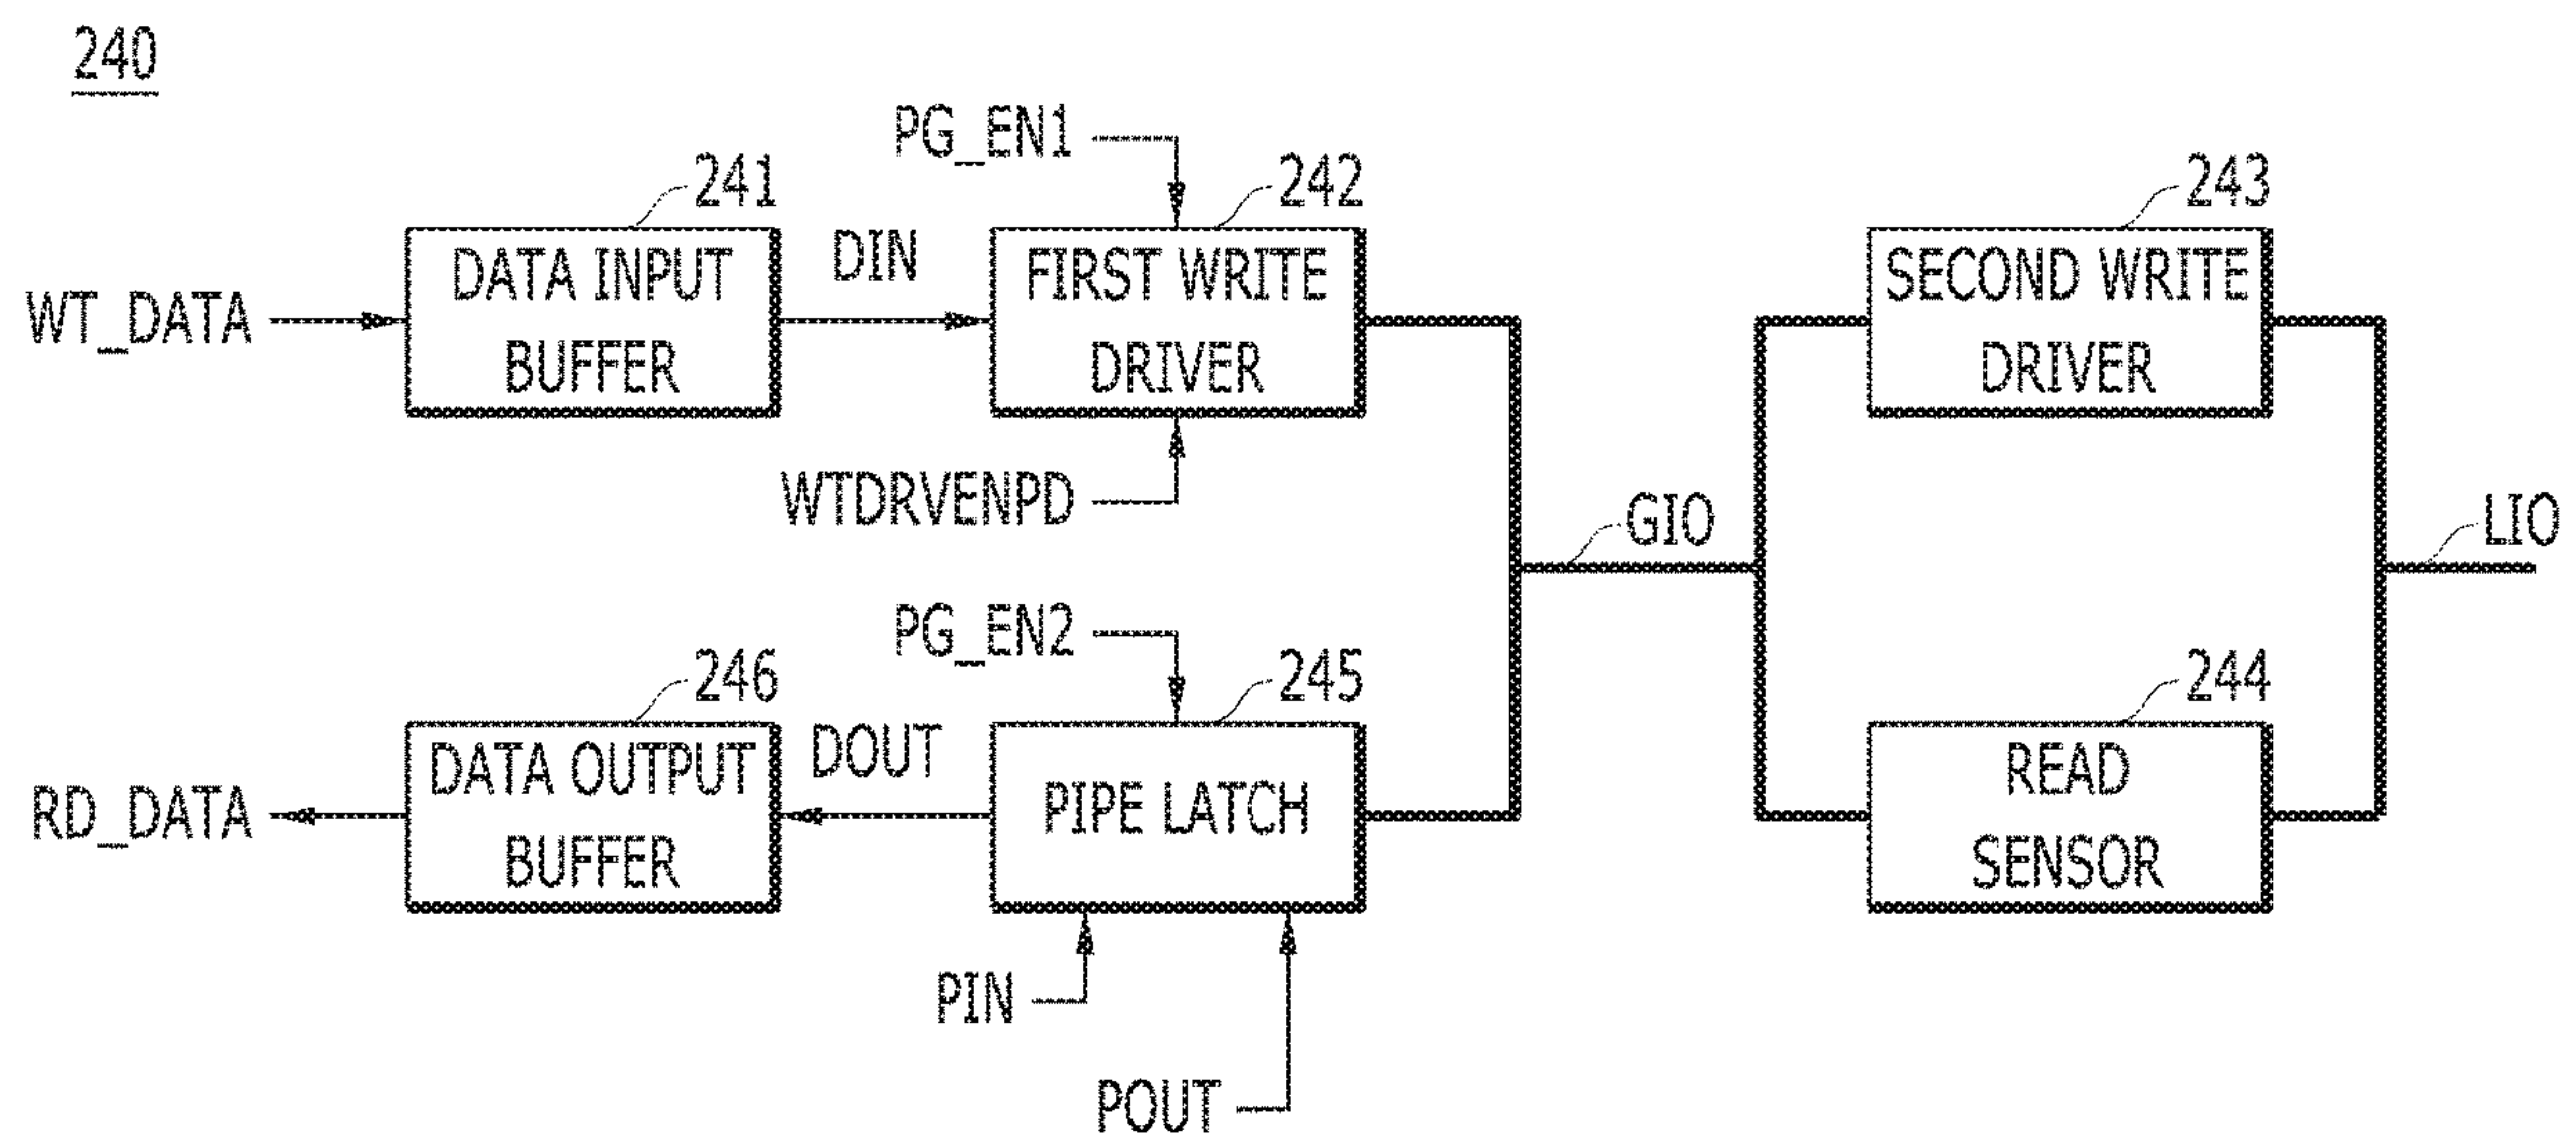 240
PG_EN1
241
242
243
DIN
DATA INPUT
BUFFER
FIRST WRITE
DRIVER
SECOND WRITE
DRIVER
WT_DATA
WTDRVENPD
GIO
LIO
PG_EN2
246
245
244
DOUT
DATA OUTPUT
BUFFER
PIPE LATCH
READ
SENSOR
RD_DATA
PIN
POUT